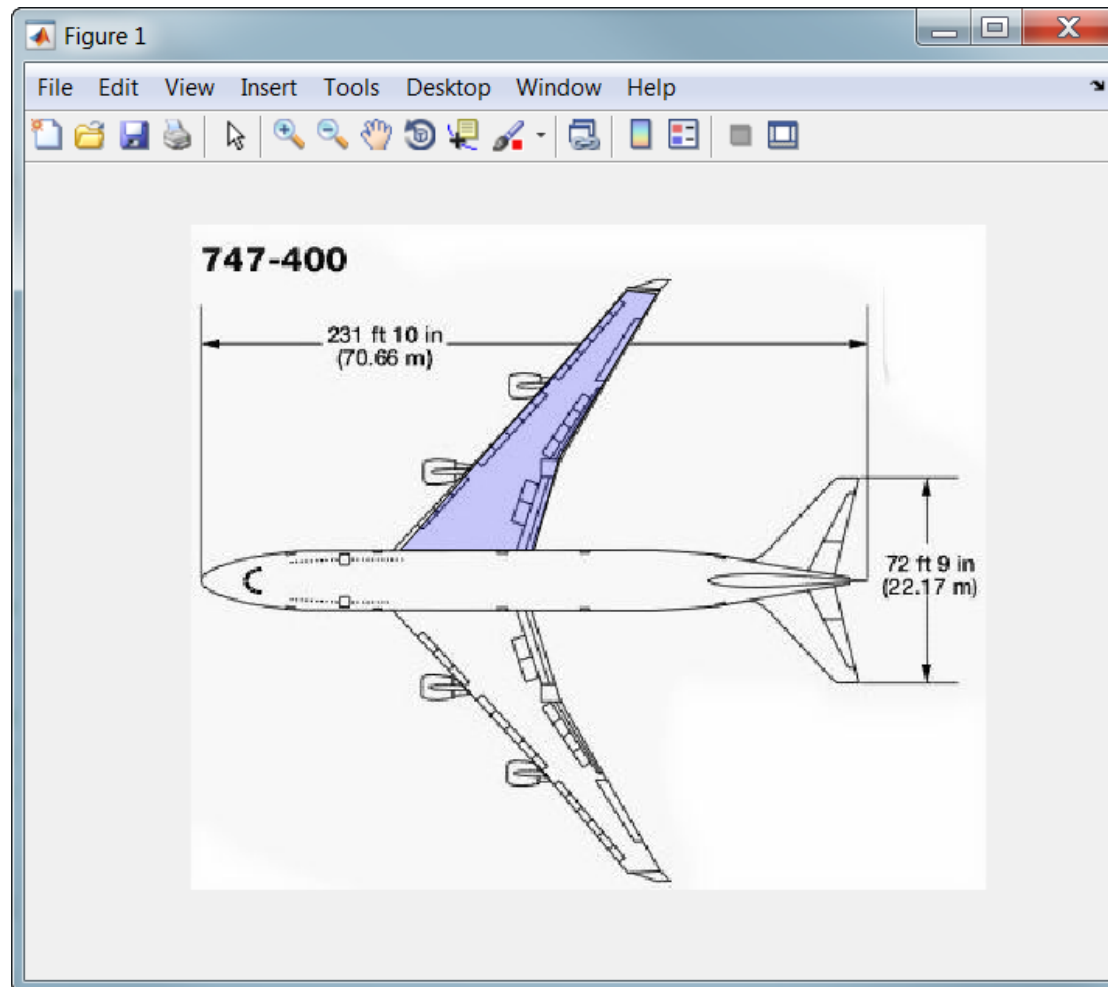 Figure 1
File Edit View Insert Tools Desktop Window Help
747-400
231 ft 10 in
(70.66 m)
72 ft 9 in
(22.17 m)